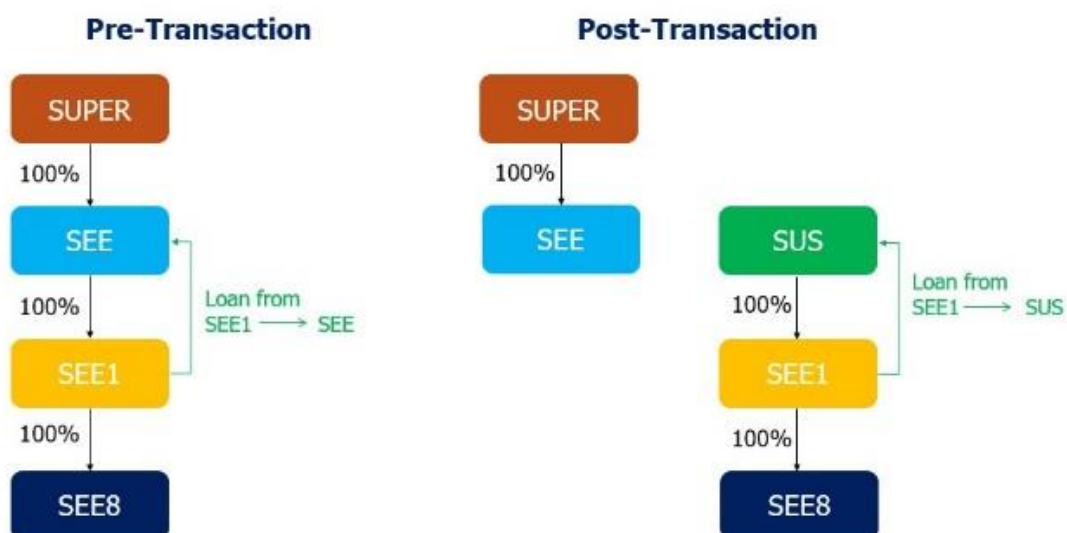 Pre-Transaction
SUPER
100%
SEE
100%
Loan from
SEE1 → SEE
SEE1
100%
SEE8
Post-Transaction
SUPER
100%
SEE
SUS
100%
Loan from
SEE1 → SUS
SEE1
100%
SEE8